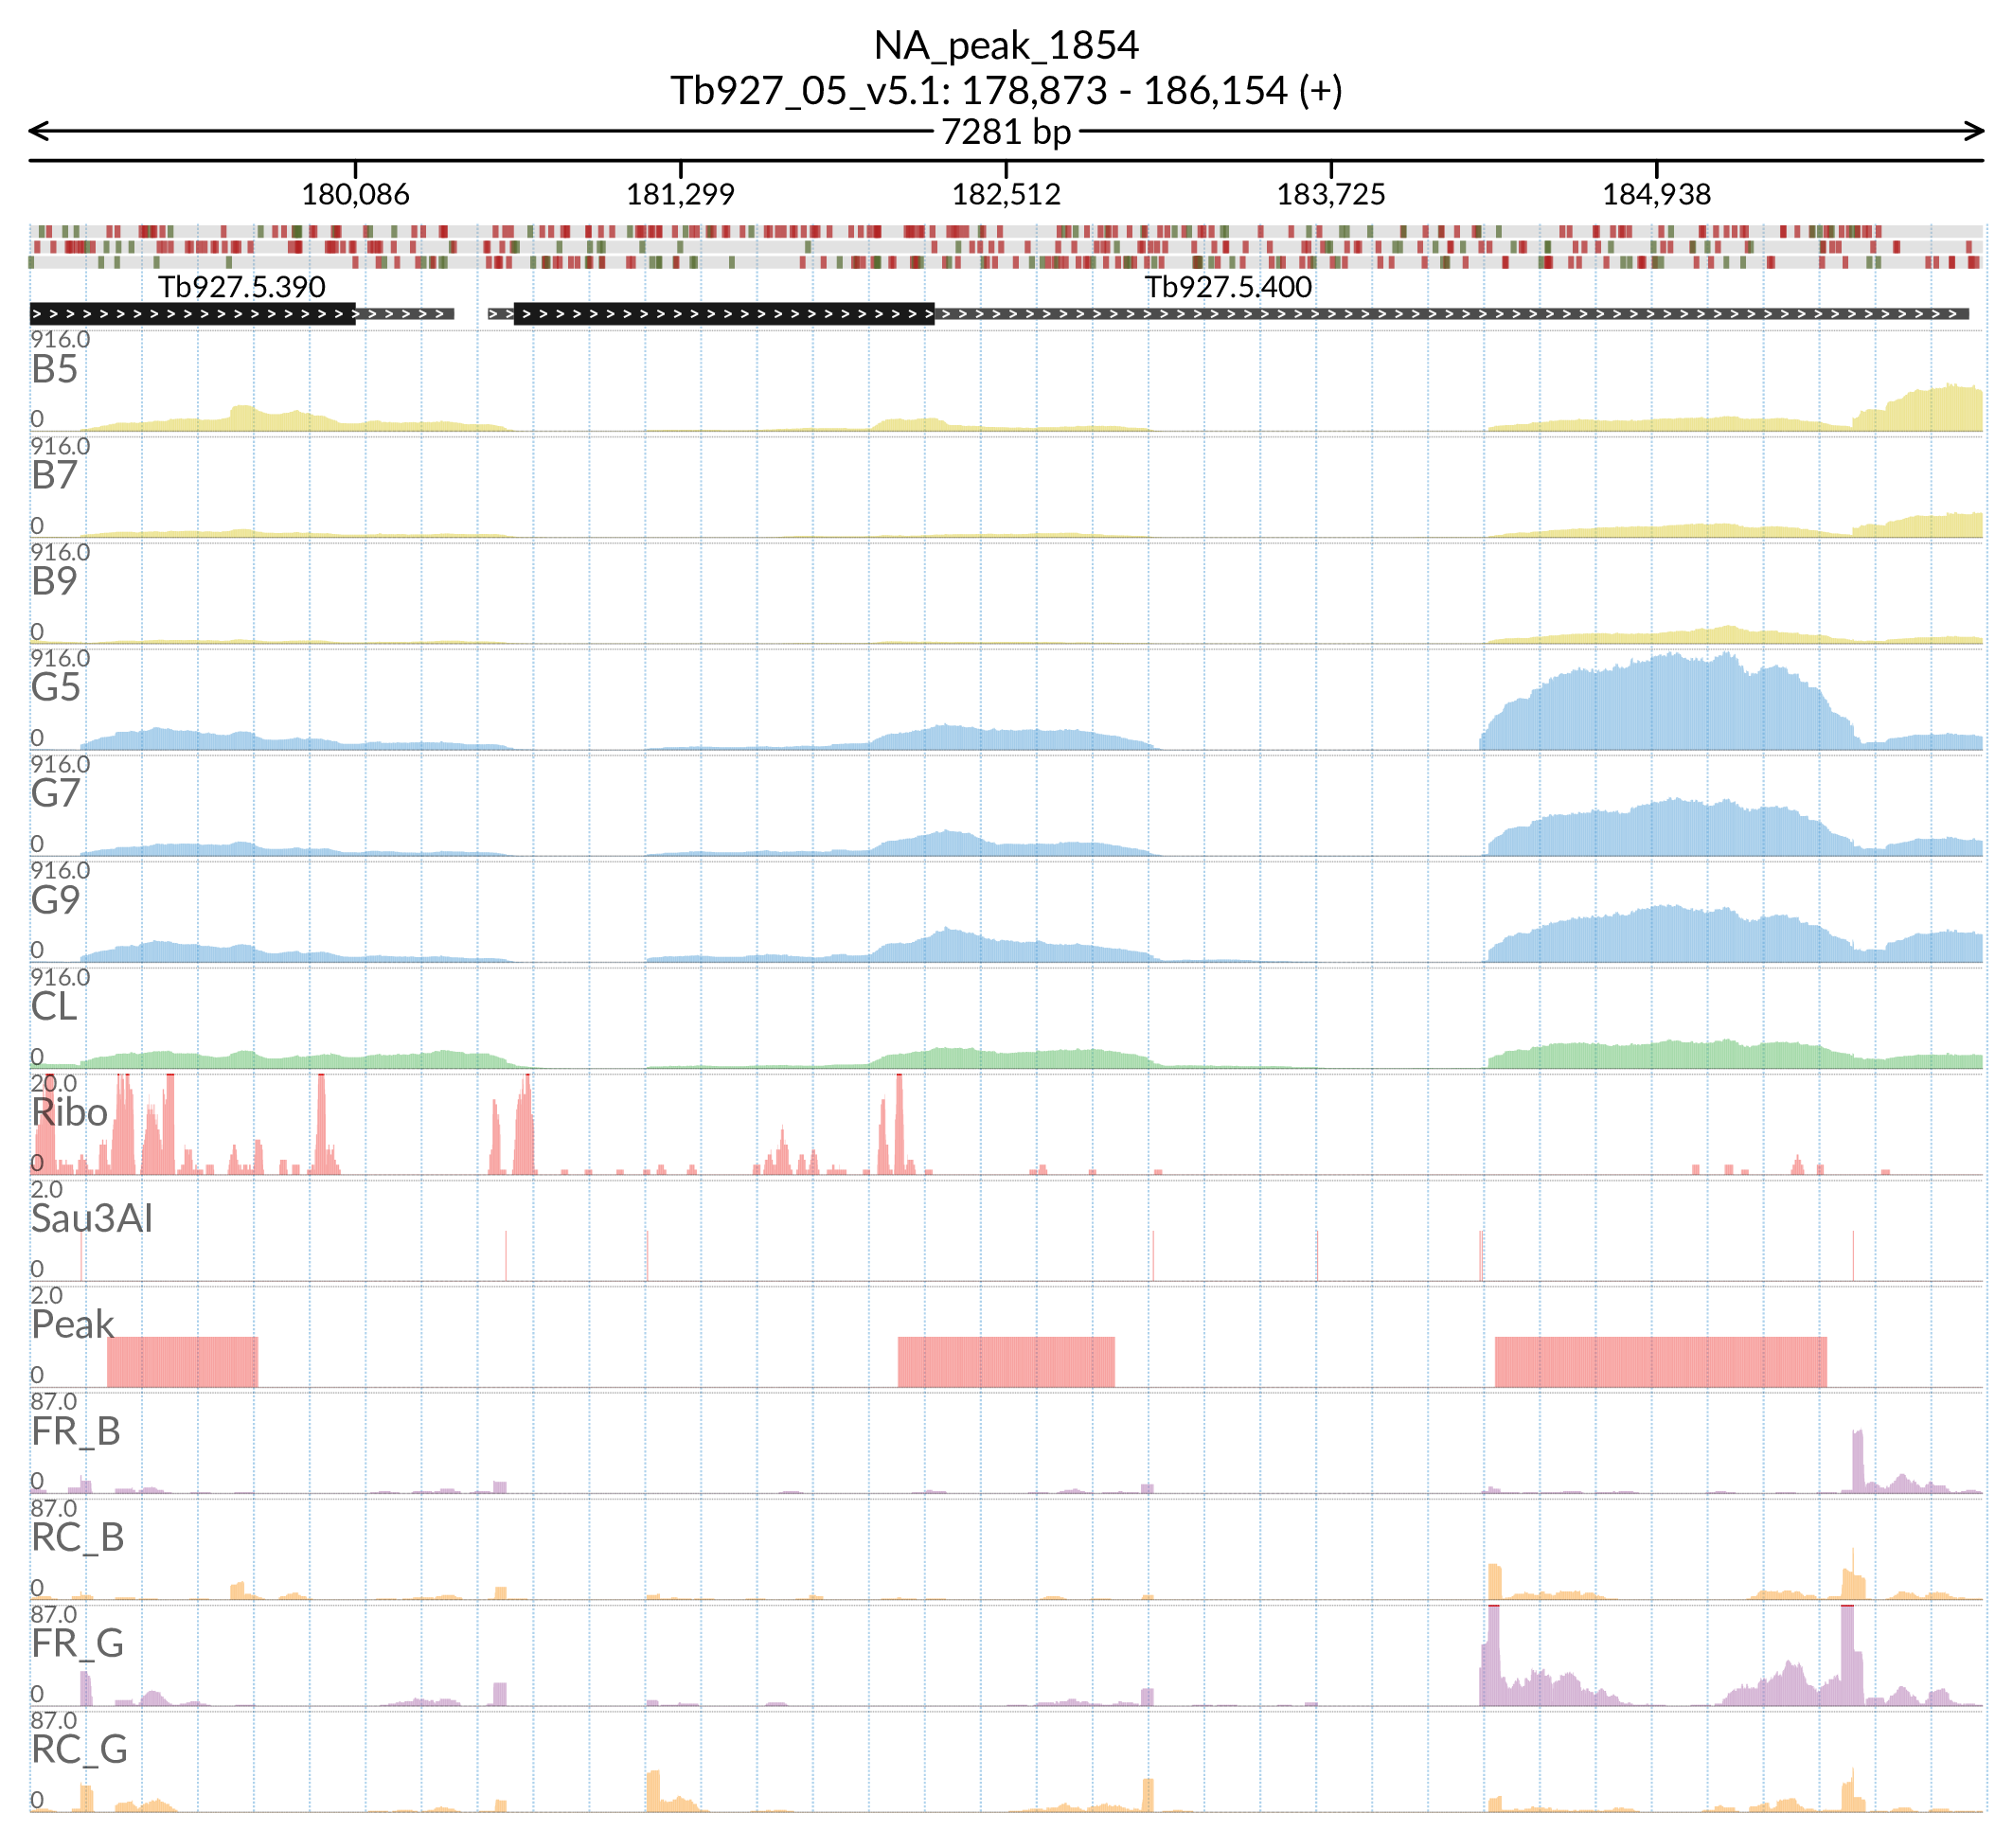 NA_peak_1854
Tb927_05_v5.1: 178,873 - 186,154 (+)
7281 bp
180,086 181,299 182,512 183,725 184,938
Tb927.5.390 Tb927.5.400
916.0
B5
0
916.0
B7
0
916.0
B9
0
916.0
G5
0
916.0
G7
0
916.0
G9
0
916.0
CL
0
20.0
Ribo
0
2.0
Sau3AI
0
2.0
Peak
0
87.0
FR_B
0
87.0
RC_B
0
87.0
FR_G
0
87.0
RC_G
0